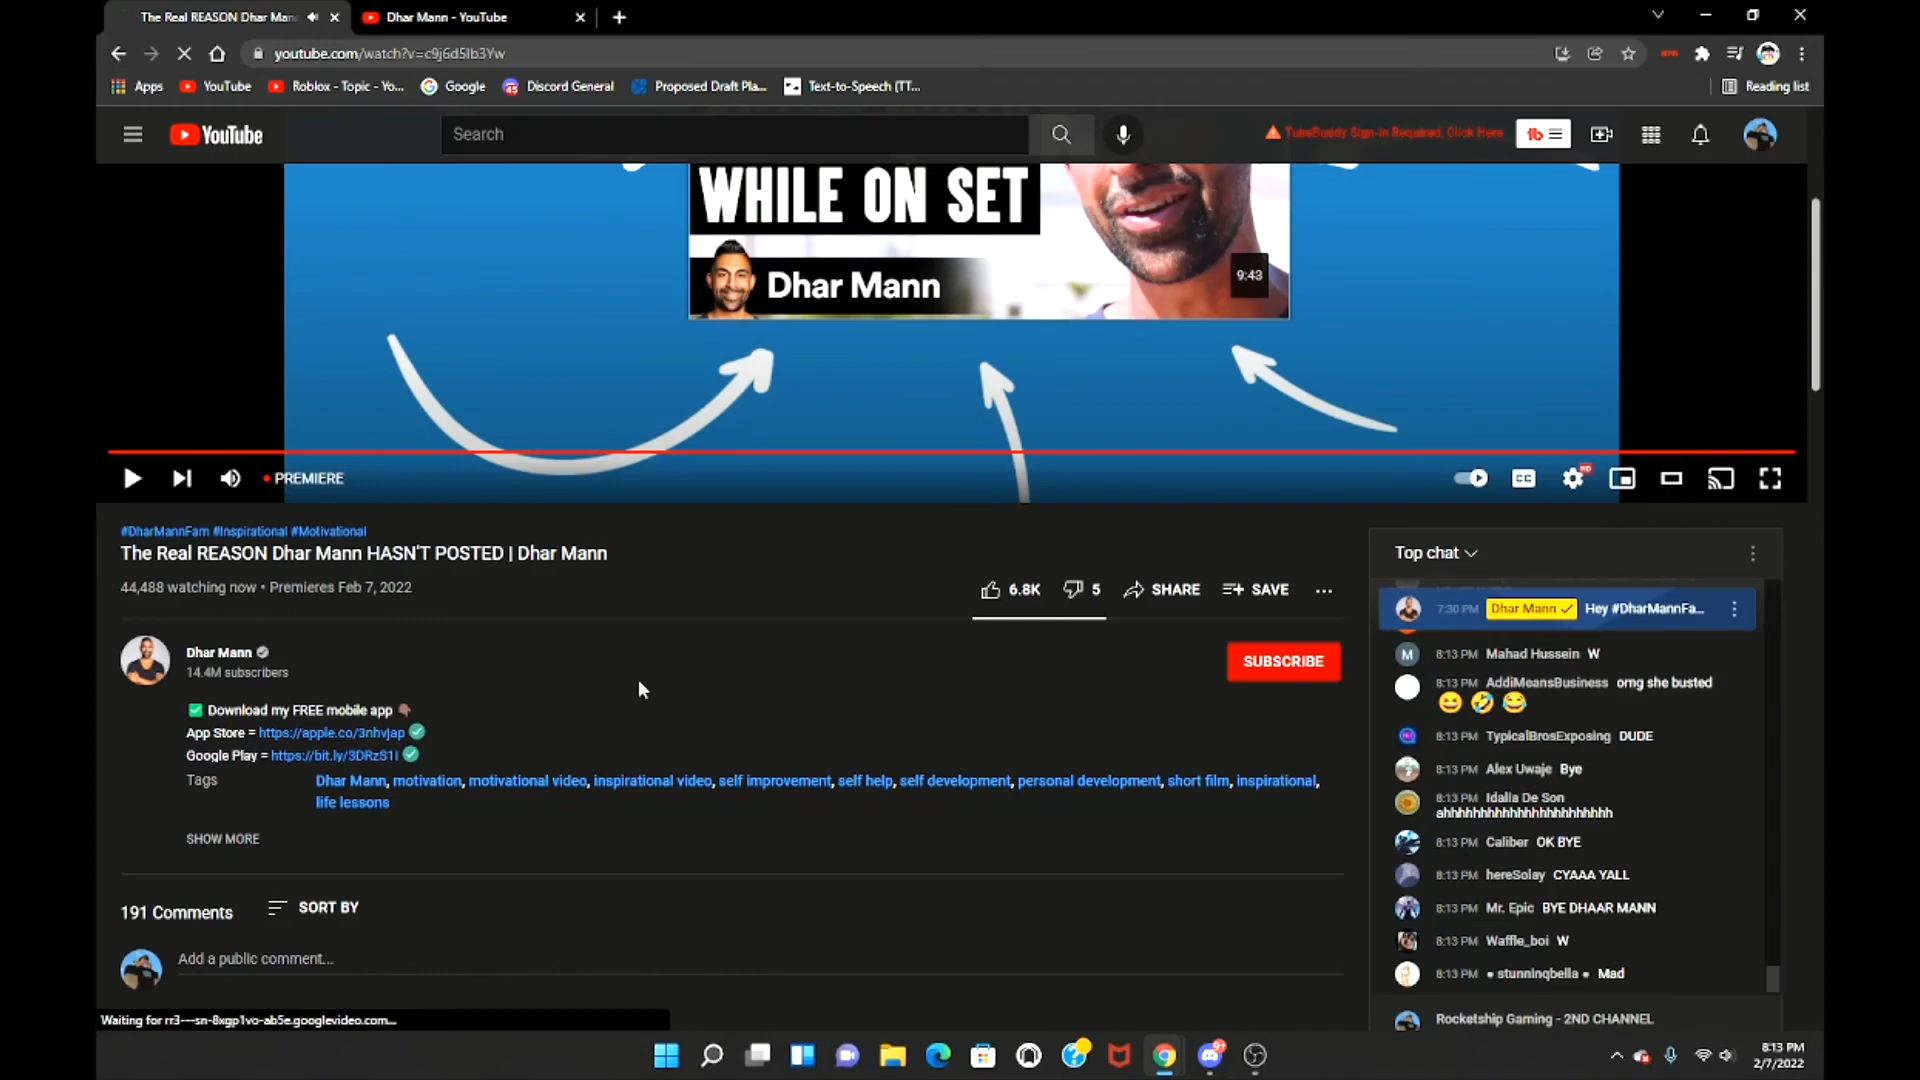 The Real REASON Dhar Man
Dhar Mann - YouTube
youtube.com/watch?v=c9j6d5Ib3Yw
Apps
YouTube
Roblox - Topic - Yo...
Google
Discord General
Proposed Draft Pla...
Text-to-Speech (TT...
Reading list
YouTube
Search
TubeBuddy Sign-In Required, Click Here
tb
WHILE ON SET
Dhar Mann
9:43
PREMIERE
CC
HD
#DharMannFam #Inspirational #Motivational
The Real REASON Dhar Mann HASN'T POSTED | Dhar Mann
44,488 watching now • Premieres Feb 7, 2022
6.8K
5
SHARE
SAVE
Dhar Mann
14.4M subscribers
SUBSCRIBE
Download my FREE mobile app
App Store = https://apple.co/3nhvjap
Google Play = https://bit.ly/3DRzS1I
Tags
Dhar Mann, motivation, motivational video, inspirational video, self improvement, self help, self development, personal development, short film, inspirational,
life lessons
SHOW MORE
191 Comments
SORT BY
Add a public comment...
Top chat
7:30 PM Dhar Mann Hey #DharMannFa...
M 8:13 PM Mahad Hussein W
8:13 PM AddiMeansBusiness omg she busted
8:13 PM TypicalBrosExposing DUDE
8:13 PM Alex Uwaje Bye
8:13 PM Idalia De Son
ahhhhhhhhhhhhhhhhhhhhhhh
8:13 PM Caliber OK BYE
8:13 PM hereSolay CYAAA YALL
8:13 PM Mr. Epic BYE DHAAR MANN
8:13 PM Waffle_boi W
8:13 PM • stunningbella • Mad
Rocketship Gaming - 2ND CHANNEL
Waiting for rr3---sn-8xgp1vo-ab5e.googlevideo.com...
8:13 PM
2/7/2022